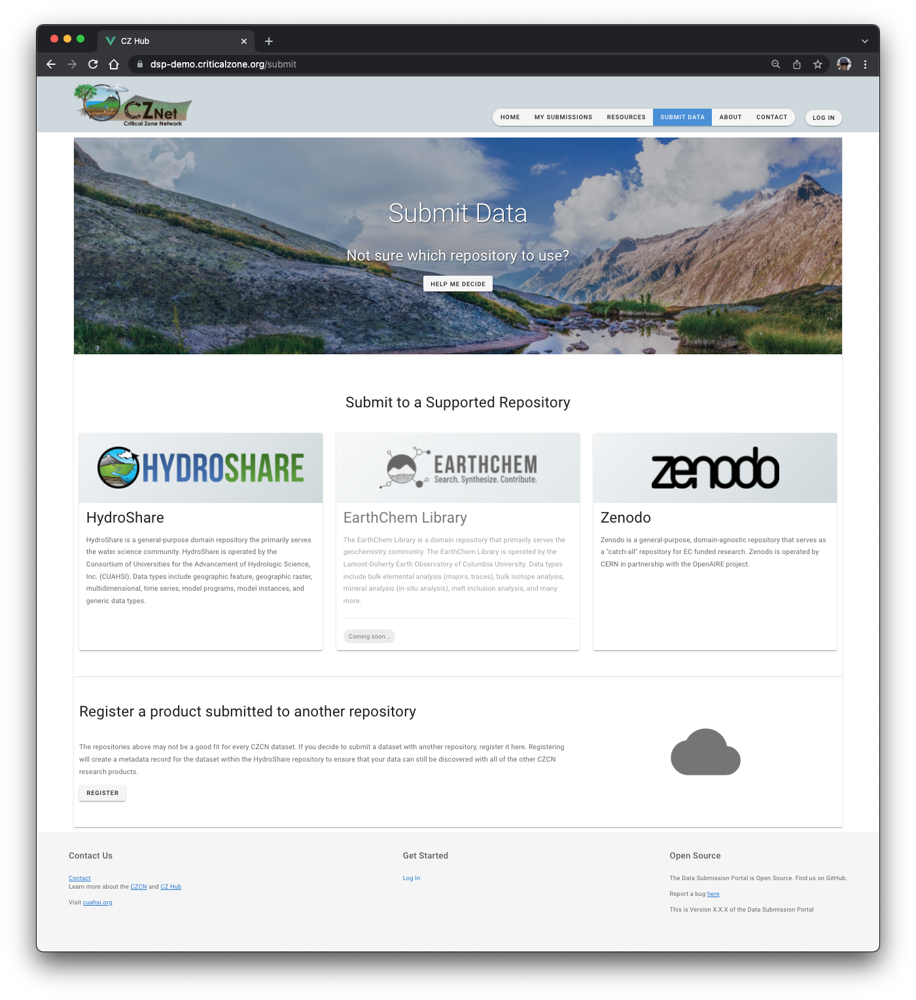 CZ Hub
dsp-demo.criticalzone.org/submit
CZNet
Critical Zone Network
HOME
MY SUBMISSIONS
RESOURCES
SUBMIT DATA
ABOUT
CONTACT
LOG IN
Submit Data
Not sure which repository to use?
HELP ME DECIDE
Submit to a Supported Repository
HYDROSHARE
HydroShare
HydroShare is a general-purpose domain repository the primarily serves
the water science community. HydroShare is operated by the
Consortium of Universities for the Advancement of Hydrologic Science,
Inc. (CUAHSI). Data types include geographic feature, geographic raster,
multidimensional, time series, model programs, model instances, and
generic data types.
EARTHCHEM
Search. Synthesize. Contribute.
EarthChem Library
The EarthChem Library is a domain repository that primarily serves the
geochemistry community. The EarthChem Library is operated by the
Lamont-Doherty Earth Observatory of Columbia University. Data types
include bulk elemental analysis (majors, traces), bulk isotope analysis,
mineral analysis (in-situ analysis), melt inclusion analysis, and many
more.
Coming soon...
zenodo
Zenodo
Zenodo is a general-purpose, domain-agnostic repository that serves as
a "catch-all" repository for EC funded research. Zenodo is operated by
CERN in partnership with the OpenAIRE project.
Register a product submitted to another repository
The repositories above may not be a good fit for every CZCN dataset. If you decide to submit a dataset with another repository, register it here. Registering
will create a metadata record for the dataset within the HydroShare repository to ensure that your data can still be discovered with all of the other CZCN
research products.
REGISTER
Contact Us
Contact
Learn more about the CZCN and CZ Hub
Visit cuahsi.org
Get Started
Log In
Open Source
The Data Submission Portal is Open Source. Find us on GitHub.
Report a bug here
This is Version X.X.X of the Data Submission Portal